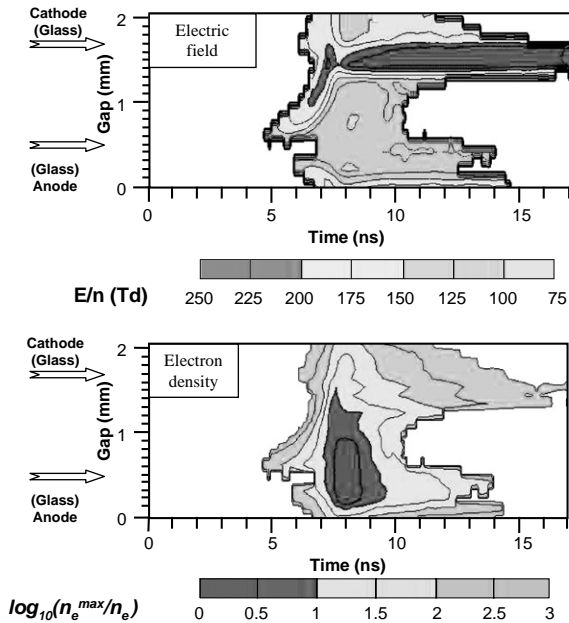 Cathode
(Glass)
Electric
field
2
1
0
Gap (mm)
(Glass)
Anode
0 5 10 15
Time (ns)
E/n (Td)
250 225 200 175 150 125 100 75
Cathode
(Glass)
Electron
density
2
1
0
Gap (mm)
(Glass)
Anode
0 5 10 15
Time (ns)
log10(ne^max/ne)
0 0.5 1 1.5 2 2.5 3